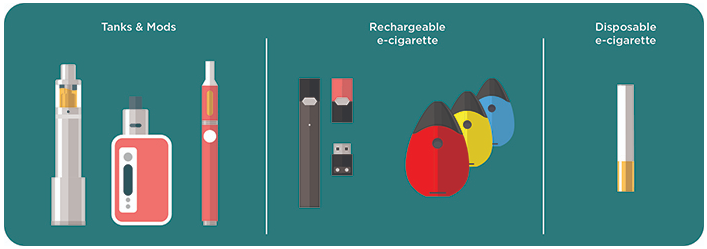 Tanks & Mods
Rechargeable
e-cigarette
Disposable
e-cigarette